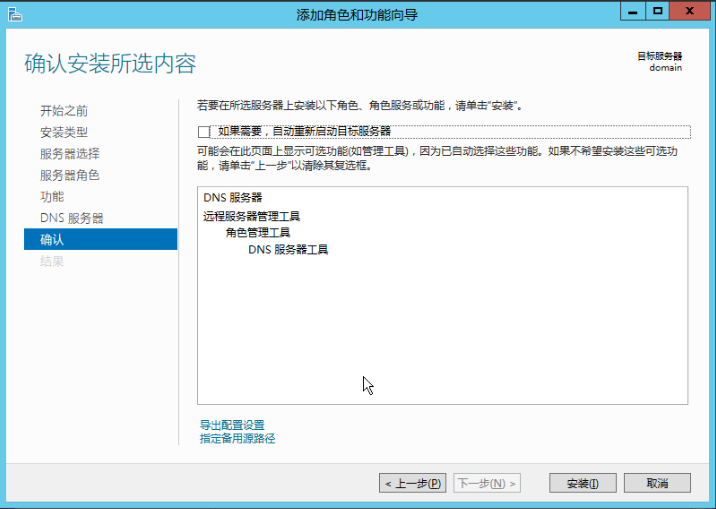 添加角色和功能向导
确认安装所选内容
目标服务器
domain
开始之前
安装类型
服务器选择
服务器角色
功能
DNS 服务器
确认
结果
若要在所选服务器上安装以下角色、角色服务或功能，请单击“安装”。
如果需要，自动重新启动目标服务器
可能会在此页面上显示可选功能(如管理工具)，因为已自动选择这些功能。如果不希望安装这些可选功
能，请单击“上一步”以清除其复选框。
DNS 服务器
远程服务器管理工具
角色管理工具
DNS 服务器工具
导出配置设置
指定备用源路径
< 上一步(P)
下一步(N) >
安装(I)
取消